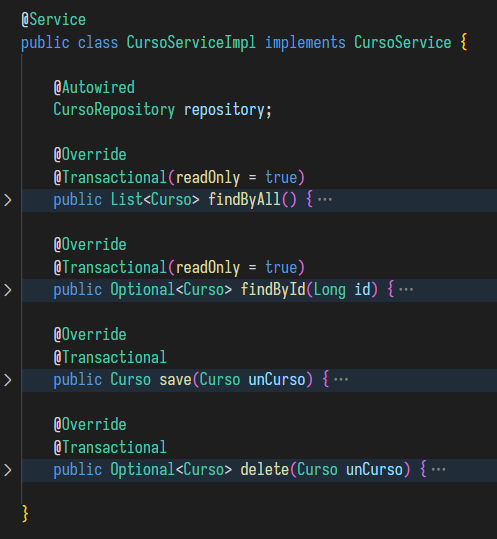 @Service
public class CursoServiceImpl implements CursoService {
@Autowired
CursoRepository repository;
@Override
@Transactional(readOnly = true)
public List<Curso> findByAll() {···
@Override
@Transactional(readOnly = true)
public Optional<Curso> findById(Long id) {···
@Override
@Transactional
public Curso save(Curso unCurso) {···
@Override
@Transactional
public Optional<Curso> delete(Curso unCurso) {···
}